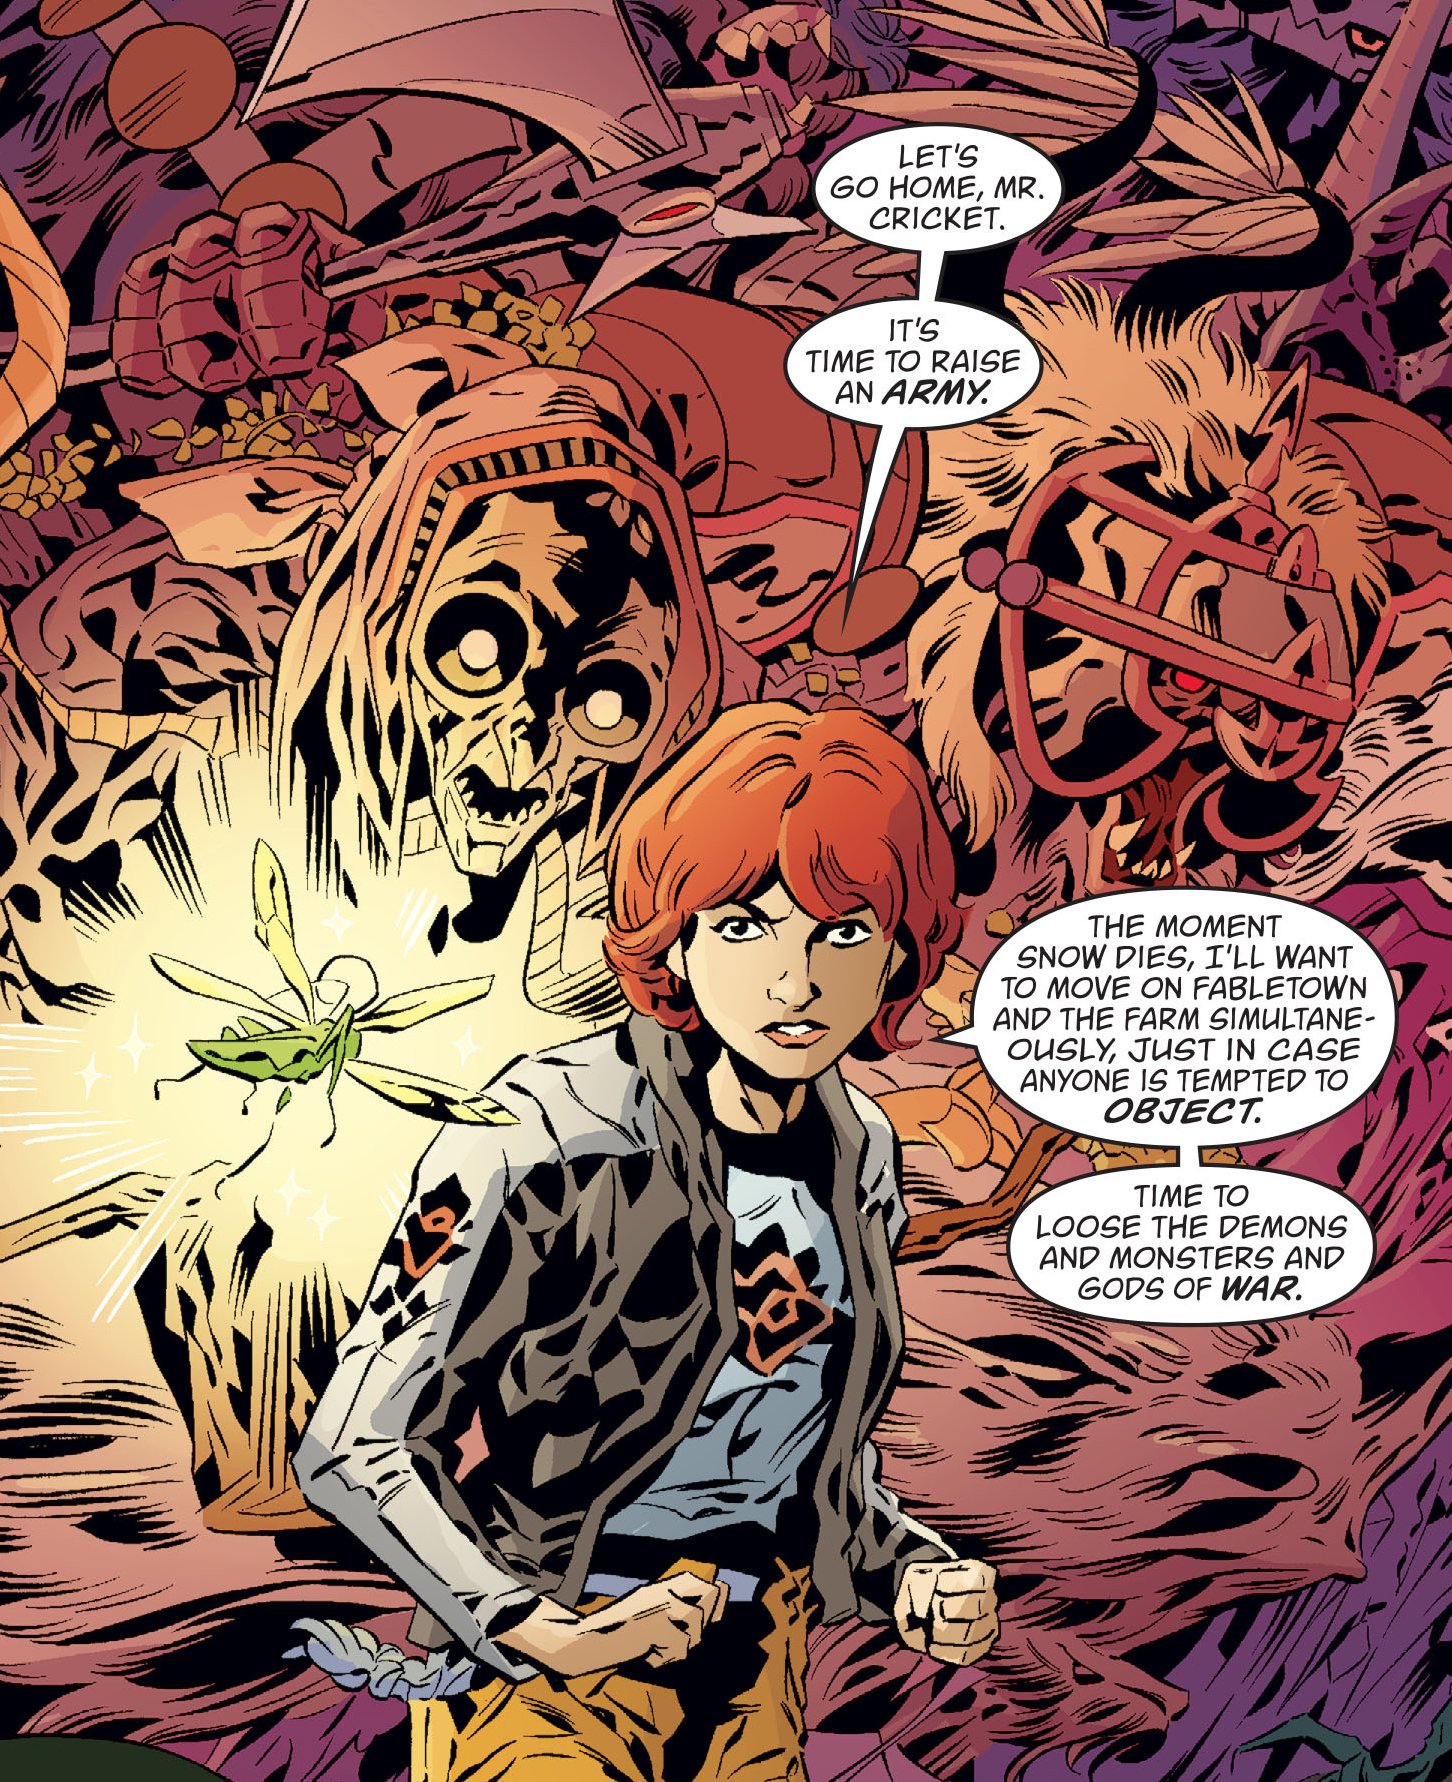 LET'S
GO HOME, MR.
CRICKET.
IT'S
TIME TO RAISE
AN ARMY.
THE MOMENT
SNOW DIES, I'LL WANT
TO MOVE ON FABLETOWN
AND THE FARM SIMULTANE-
OUSLY, JUST IN CASE
ANYONE IS TEMPTED TO
OBJECT.
TIME TO
LOOSE THE DEMONS
AND MONSTERS AND
GODS OF WAR.